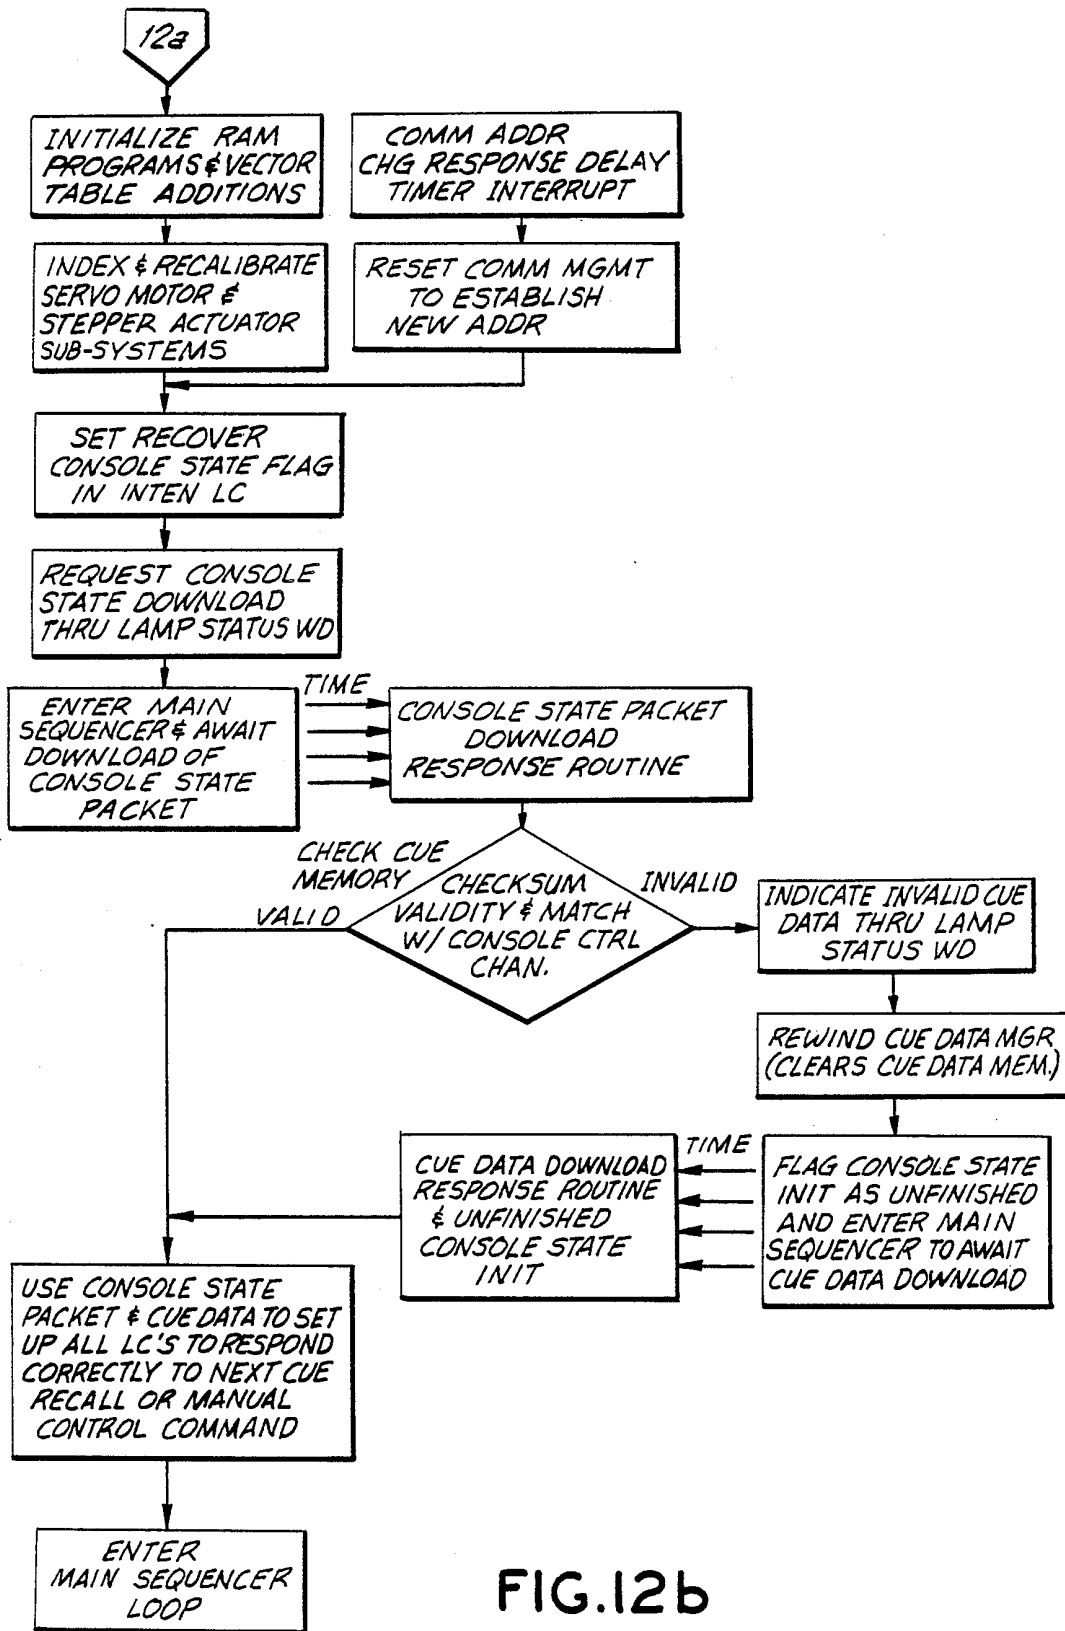 12a
INITIALIZE RAM
PROGRAMS & VECTOR
TABLE ADDITIONS
COMM ADDR
CHG RESPONSE DELAY
TIMER INTERRUPT
INDEX & RECALIBRATE
SERVO MOTOR &
STEPPER ACTUATOR
SUB-SYSTEMS
RESET COMM MGMT
TO ESTABLISH
NEW ADDR
SET RECOVER
CONSOLE STATE FLAG
IN INTEN LC
REQUEST CONSOLE
STATE DOWNLOAD
THRU LAMP STATUS WD
ENTER MAIN
SEQUENCER & AWAIT
DOWNLOAD OF
CONSOLE STATE
PACKET
TIME
CONSOLE STATE PACKET
DOWNLOAD
RESPONSE ROUTINE
CHECK CUE
MEMORY
VALID
CHECKSUM
VALIDITY & MATCH
W/ CONSOLE CTRL
CHAN.
INVALID
INDICATE INVALID CUE
DATA THRU LAMP
STATUS WD
REWIND CUE DATA MGR
(CLEARS CUE DATA MEM.)
FLAG CONSOLE STATE
INIT AS UNFINISHED
AND ENTER MAIN
SEQUENCER TO AWAIT
CUE DATA DOWNLOAD
TIME
CUE DATA DOWNLOAD
RESPONSE ROUTINE
& UNFINISHED
CONSOLE STATE
INIT
USE CONSOLE STATE
PACKET & CUE DATA TO SET
UP ALL LC'S TO RESPOND
CORRECTLY TO NEXT CUE
RECALL OR MANUAL
CONTROL COMMAND
ENTER
MAIN SEQUENCER
LOOP
FIG.12b